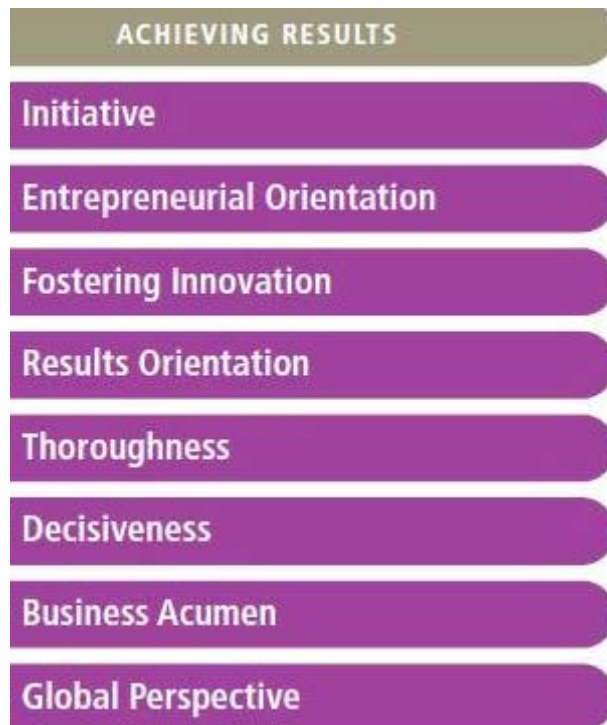 ACHIEVING RESULTS
Initiative
Entrepreneurial Orientation
Fostering Innovation
Results Orientation
Thoroughness
Decisiveness
Business Acumen
Global Perspective